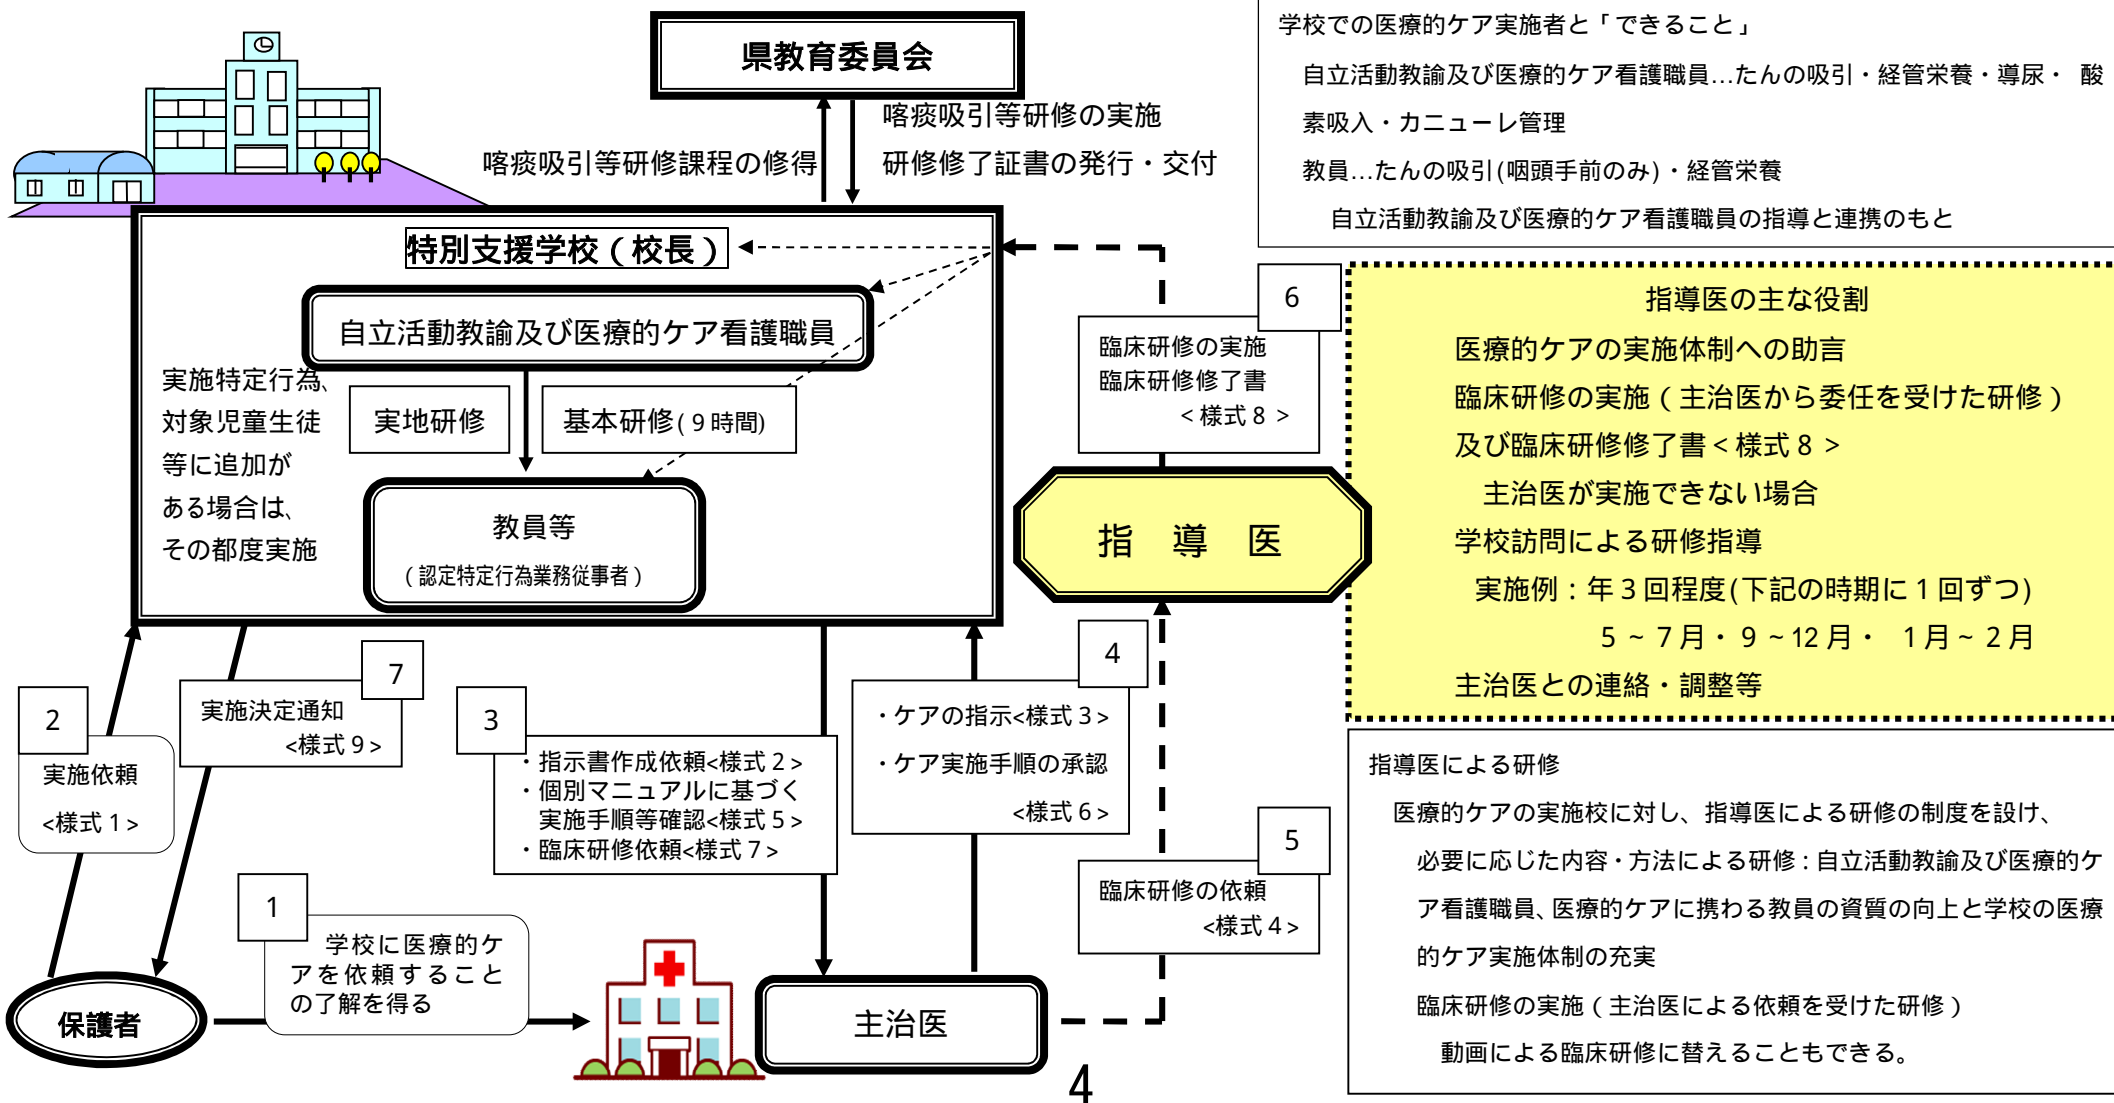 県教育委員会
喀痰吸引等研修課程の修得
喀痰吸引等研修の実施
研修修了証書の発行・交付
学校での医療的ケア実施者と「できること」
自立活動教諭及び医療的ケア看護職員…たんの吸引・経管栄養・導尿・ 酸
素吸入・カニューレ管理
教員…たんの吸引(咽頭手前のみ)・経管栄養
自立活動教諭及び医療的ケア看護職員の指導と連携のもと
特別支援学校(校長)
自立活動教諭及び医療的ケア看護職員
実施特定行為、
対象児童生徒
等に追加が
ある場合は、
その都度実施
実地研修
基本研修(9時間)
教員等
(認定特定行為業務従事者)
6
臨床研修の実施
臨床研修修了書
<様式8>
指 導 医
指導医の主な役割
医療的ケアの実施体制への助言
臨床研修の実施(主治医から委任を受けた研修)
及び臨床研修修了書<様式8>
主治医が実施できない場合
学校訪問による研修指導
実施例:年3回程度(下記の時期に1回ずつ)
5~7月・9~12月・ 1月~2月
主治医との連絡・調整等
2
実施依頼
<様式1>
7
実施決定通知
<様式9>
3
・指示書作成依頼<様式2>
・個別マニュアルに基づく
実施手順等確認<様式5>
・臨床研修依頼<様式7>
4
・ケアの指示<様式3>
・ケア実施手順の承認
<様式6>
5
臨床研修の依頼
<様式4>
1
学校に医療的ケ
アを依頼すること
の了解を得る
保護者
主治医
指導医による研修
医療的ケアの実施校に対し、指導医による研修の制度を設け、
必要に応じた内容・方法による研修:自立活動教諭及び医療的ケ
ア看護職員、医療的ケアに携わる教員の資質の向上と学校の医療
的ケア実施体制の充実
臨床研修の実施(主治医による依頼を受けた研修)
動画による臨床研修に替えることもできる。
4